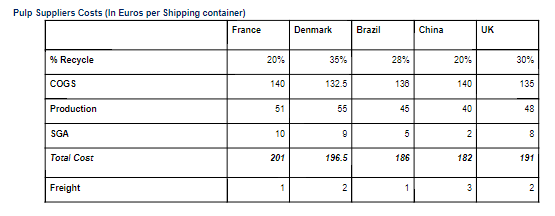 Pulp Suppliers Costs (In Euros per Shipping container)
France Denmark Brazil China UK
% Recycle 20% 35% 28% 20% 30%
COGS 140 132.5 136 140 135
Production 51 55 45 40 48
SGA 10 9 5 2 8
Total Cost 201 196.5 186 182 191
Freight 1 2 1 3 2